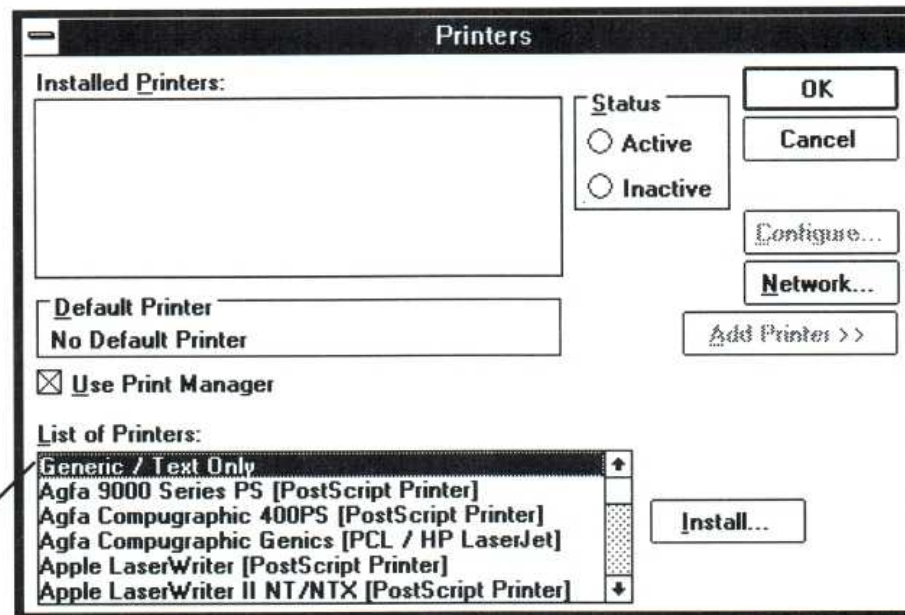 Printers
Installed Printers:
Status
Active
Inactive
OK
Cancel
Configure...
Network...
Add Printer >>
Default Printer
No Default Printer
Use Print Manager
List of Printers:
Generic / Text Only
Agfa 9000 Series PS [PostScript Printer]
Agfa Compugraphic 400PS [PostScript Printer]
Agfa Compugraphic Genics [PCL / HP LaserJet]
Apple LaserWriter [PostScript Printer]
Apple LaserWriter II NT/NTX [PostScript Printer]
Install...